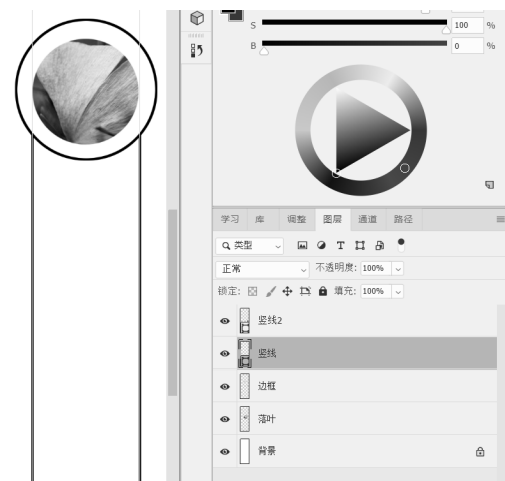 S 100 %
B 0 %
学习 库 调整 图层 通道 路径
类型
正常 不透明度: 100%
锁定: 填充: 100%
竖线2
竖线
边框
落叶
背景